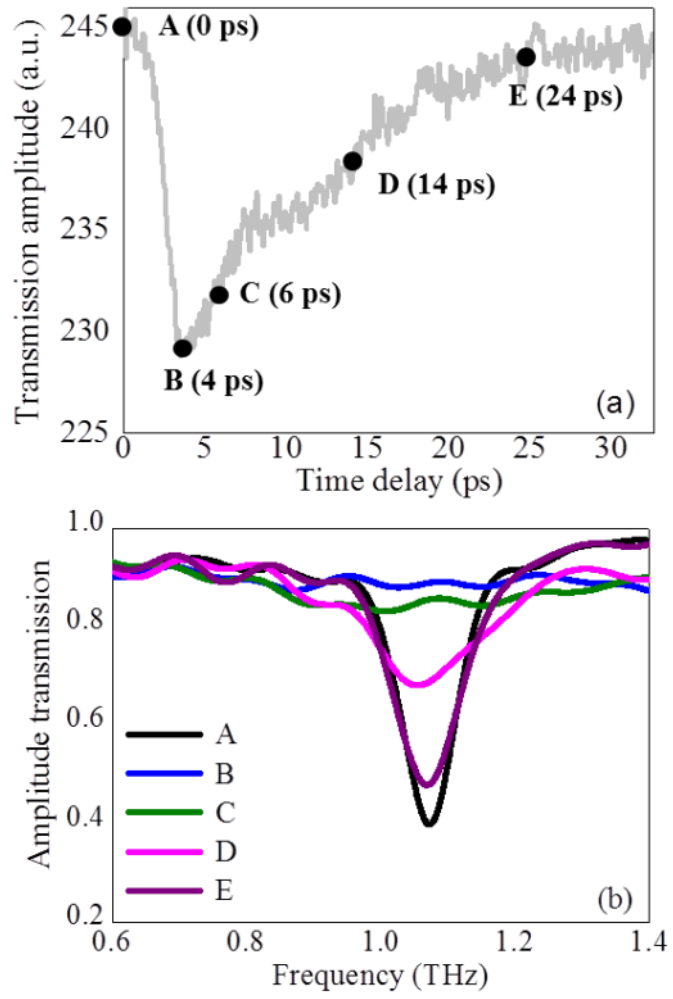 Transmission amplitude (a.u.)
245
240
235
230
225
A (0 ps)
E (24 ps)
D (14 ps)
C (6 ps)
B (4 ps)
(a)
0 5 10 15 20 25 30
Time delay (ps)
Amplitude transmission
1.0
0.8
0.6
0.4
0.2
A
B
C
D
E
(b)
0.6 0.8 1.0 1.2 1.4
Frequency (THz)